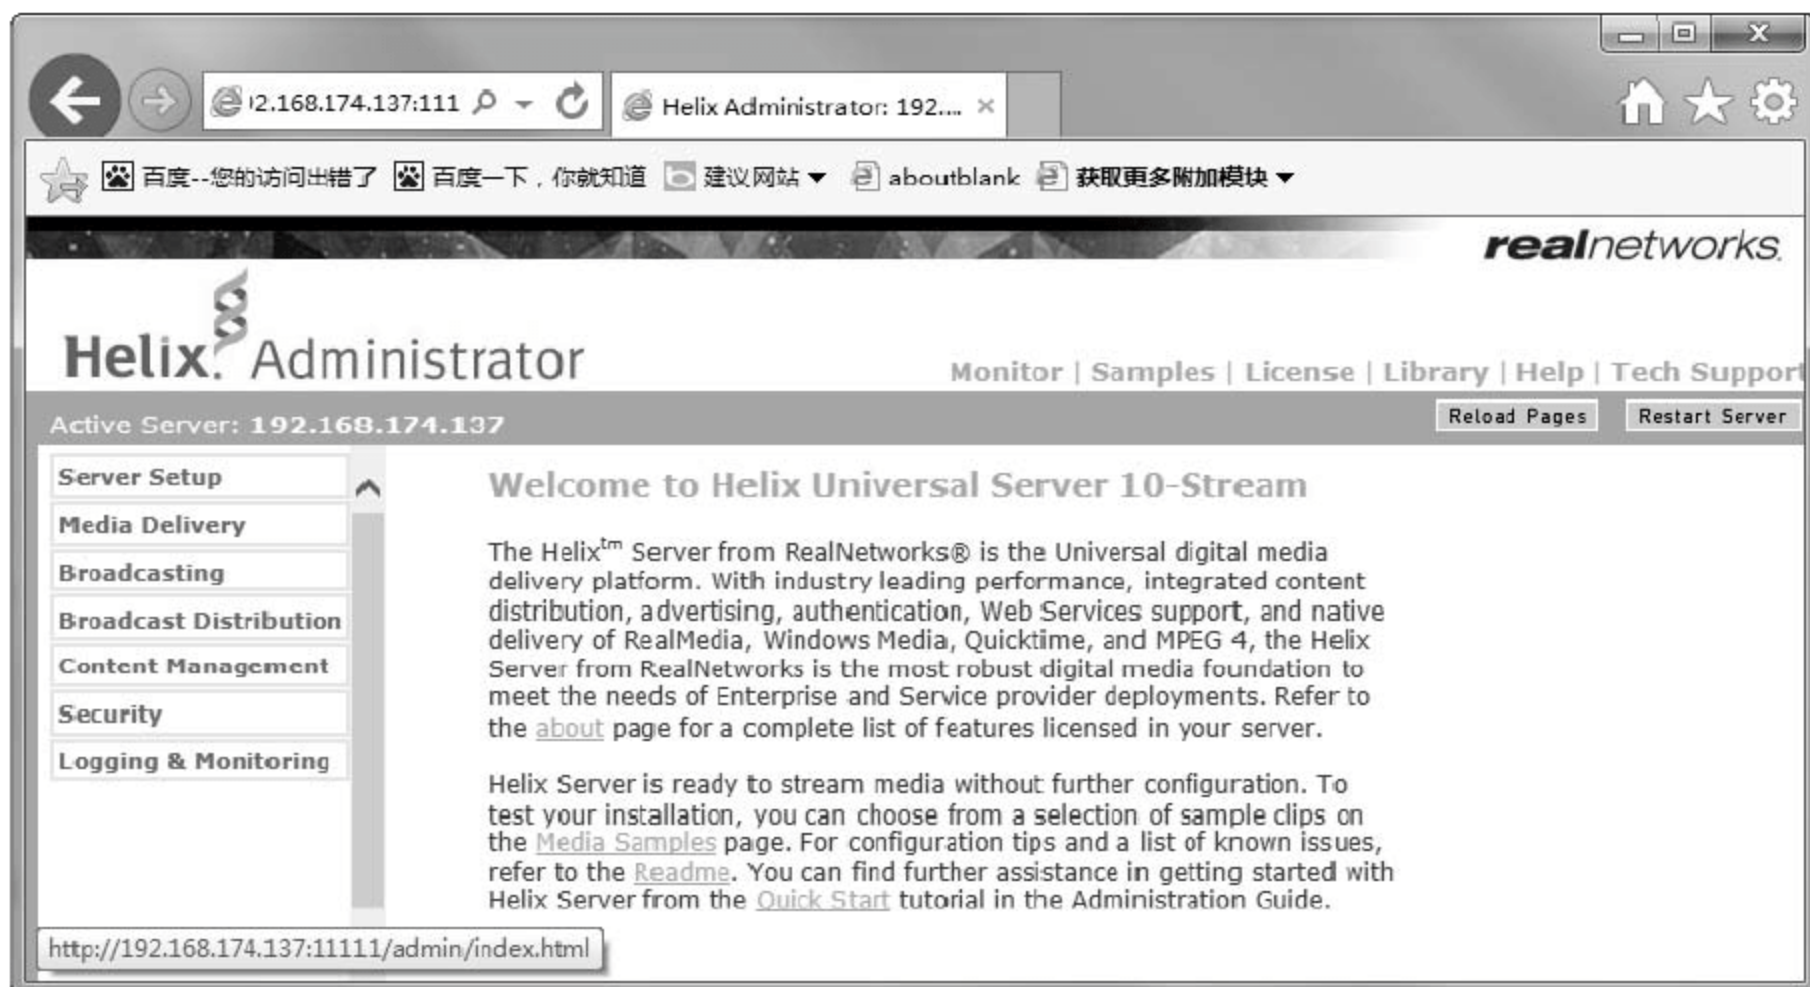 2.168.174.137:111
Helix Administrator: 192....
百度--您的访问出错了 百度一下，你就知道 建议网站 aboutblank 获取更多附加模块
realnetworks.
Helix. Administrator
Monitor | Samples | License | Library | Help | Tech Support
Active Server: 192.168.174.137
Reload Pages Restart Server
Server Setup
Media Delivery
Broadcasting
Broadcast Distribution
Content Management
Security
Logging & Monitoring
Welcome to Helix Universal Server 10-Stream
The Helix™ Server from RealNetworks® is the Universal digital media
delivery platform. With industry leading performance, integrated content
distribution, advertising, authentication, Web Services support, and native
delivery of RealMedia, Windows Media, Quicktime, and MPEG 4, the Helix
Server from RealNetworks is the most robust digital media foundation to
meet the needs of Enterprise and Service provider deployments. Refer to
the about page for a complete list of features licensed in your server.
Helix Server is ready to stream media without further configuration. To
test your installation, you can choose from a selection of sample clips on
the Media Samples page. For configuration tips and a list of known issues,
refer to the Readme. You can find further assistance in getting started with
Helix Server from the Quick Start tutorial in the Administration Guide.
http://192.168.174.137:11111/admin/index.html